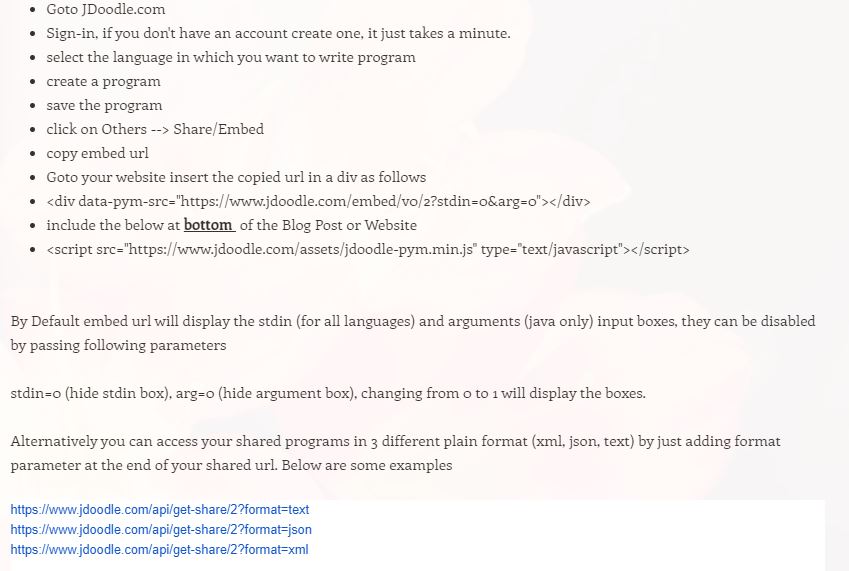 Goto JDoodle.com
Sign-in, if you don't have an account create one, it just takes a minute.
select the language in which you want to write program
create a program
save the program
click on Others --> Share/Embed
copy embed url
Goto your website insert the copied url in a div as follows
<div data-pym-src="https://www.jdoodle.com/embed/v0/2?stdin=0&arg=0"></div>
include the below at bottom of the Blog Post or Website
<script src="https://www.jdoodle.com/assets/jdoodle-pym.min.js" type="text/javascript"></script>
By Default embed url will display the stdin (for all languages) and arguments (java only) input boxes, they can be disabled
by passing following parameters
stdin=0 (hide stdin box), arg=0 (hide argument box), changing from 0 to 1 will display the boxes.
Alternatively you can access your shared programs in 3 different plain format (xml, json, text) by just adding format
parameter at the end of your shared url. Below are some examples
https://www.jdoodle.com/api/get-share/2?format=text
https://www.jdoodle.com/api/get-share/2?format=json
https://www.jdoodle.com/api/get-share/2?format=xml